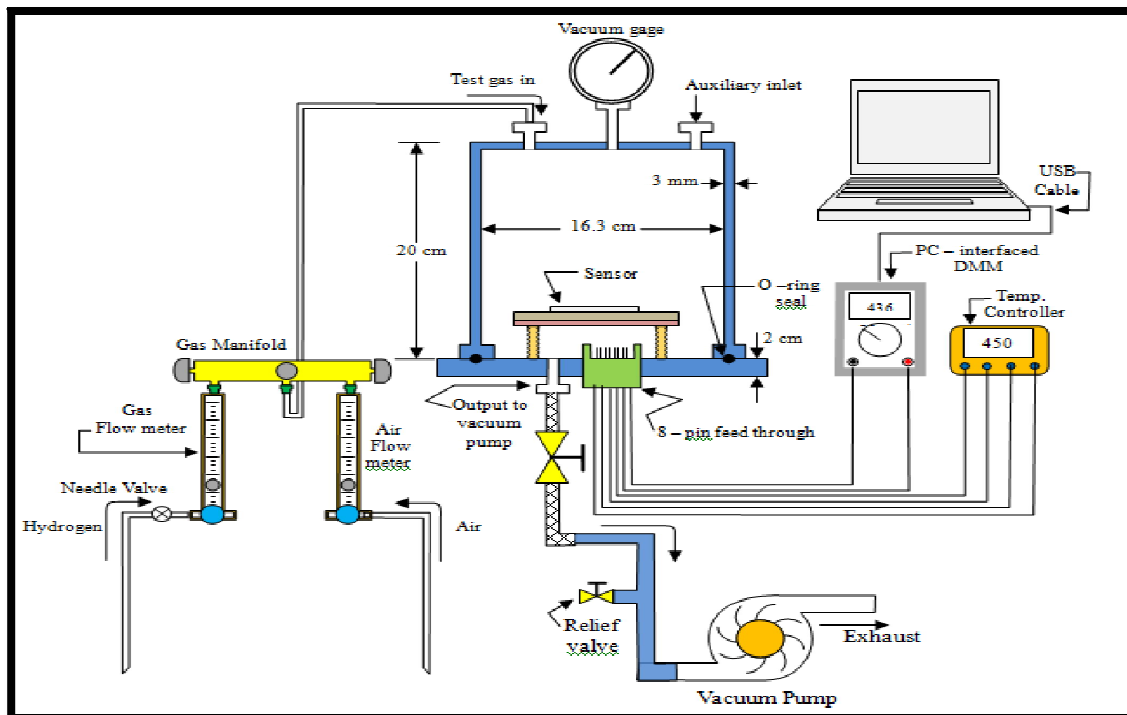 Vacuum gage
Test gas in
Auxiliary inlet
3 mm
USB
Cable
16.3 cm
20 cm
PC – interfaced
DMM
Sensor
O –ring
seal
436
Temp.
Controller
450
Gas Manifold
2 cm
Gas
Flow meter
Output to
vacuum
pump
Air
Flow
meter
8 – pin feed through
Needle Valve
Hydrogen
Air
Relief
valve
Exhaust
Vacuum Pump